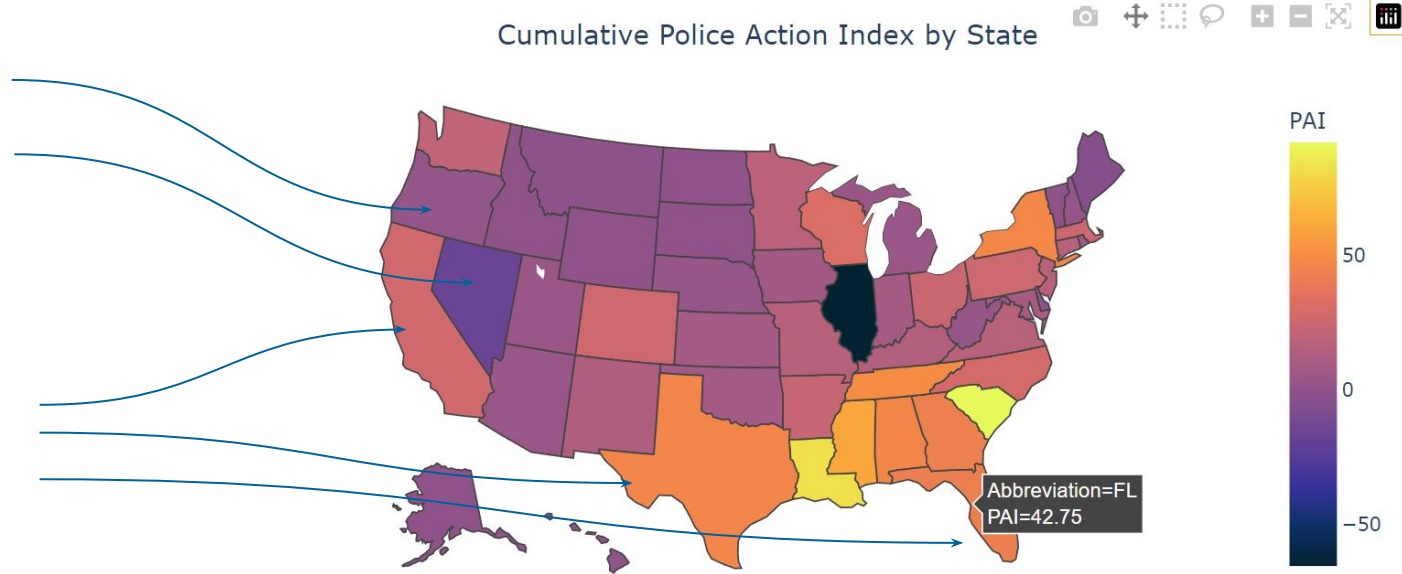 Cumulative Police Action Index by State
PAI
50
0
−50
Abbreviation=FL
PAI=42.75